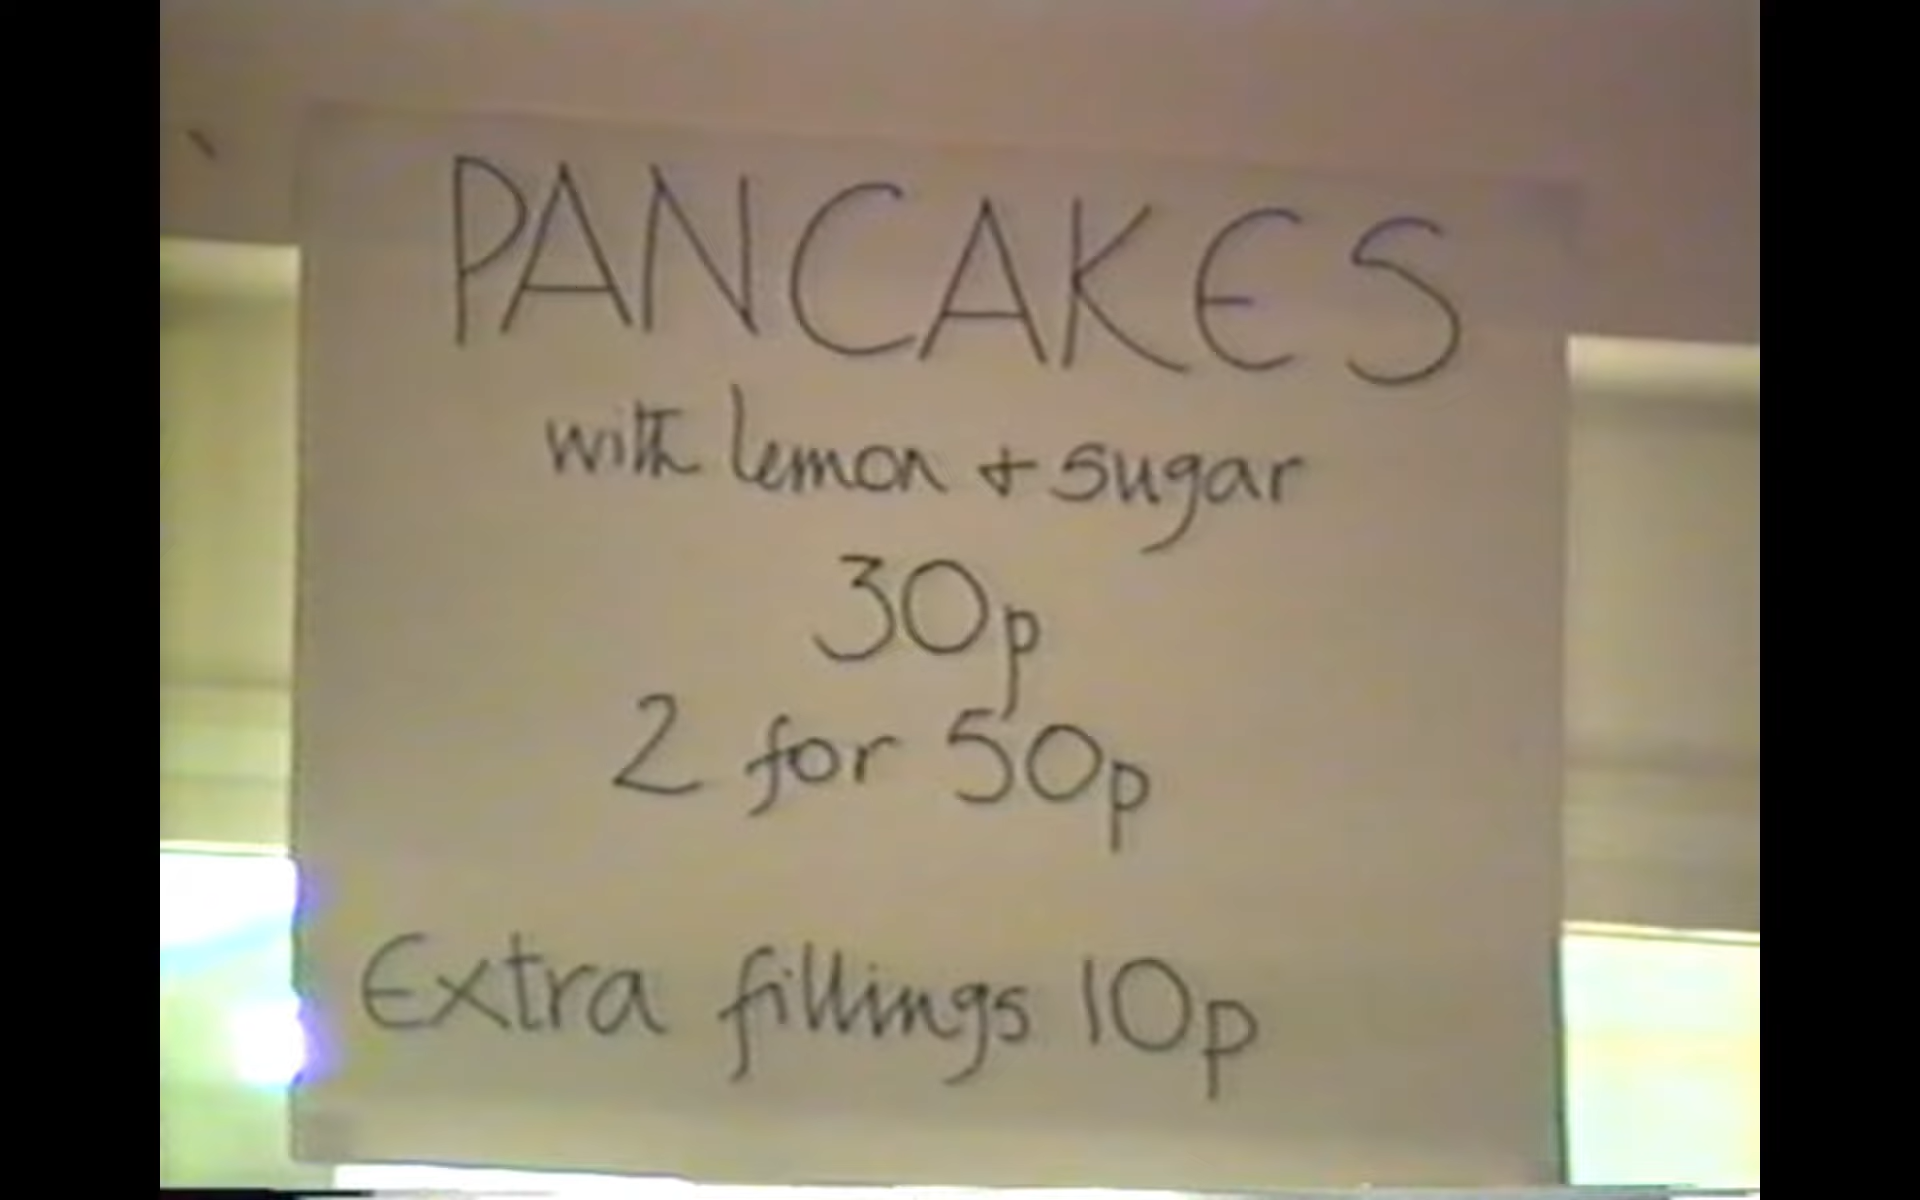 PANCAKES
with lemon + sugar
30p
2 for 50p
Extra fillings 10p